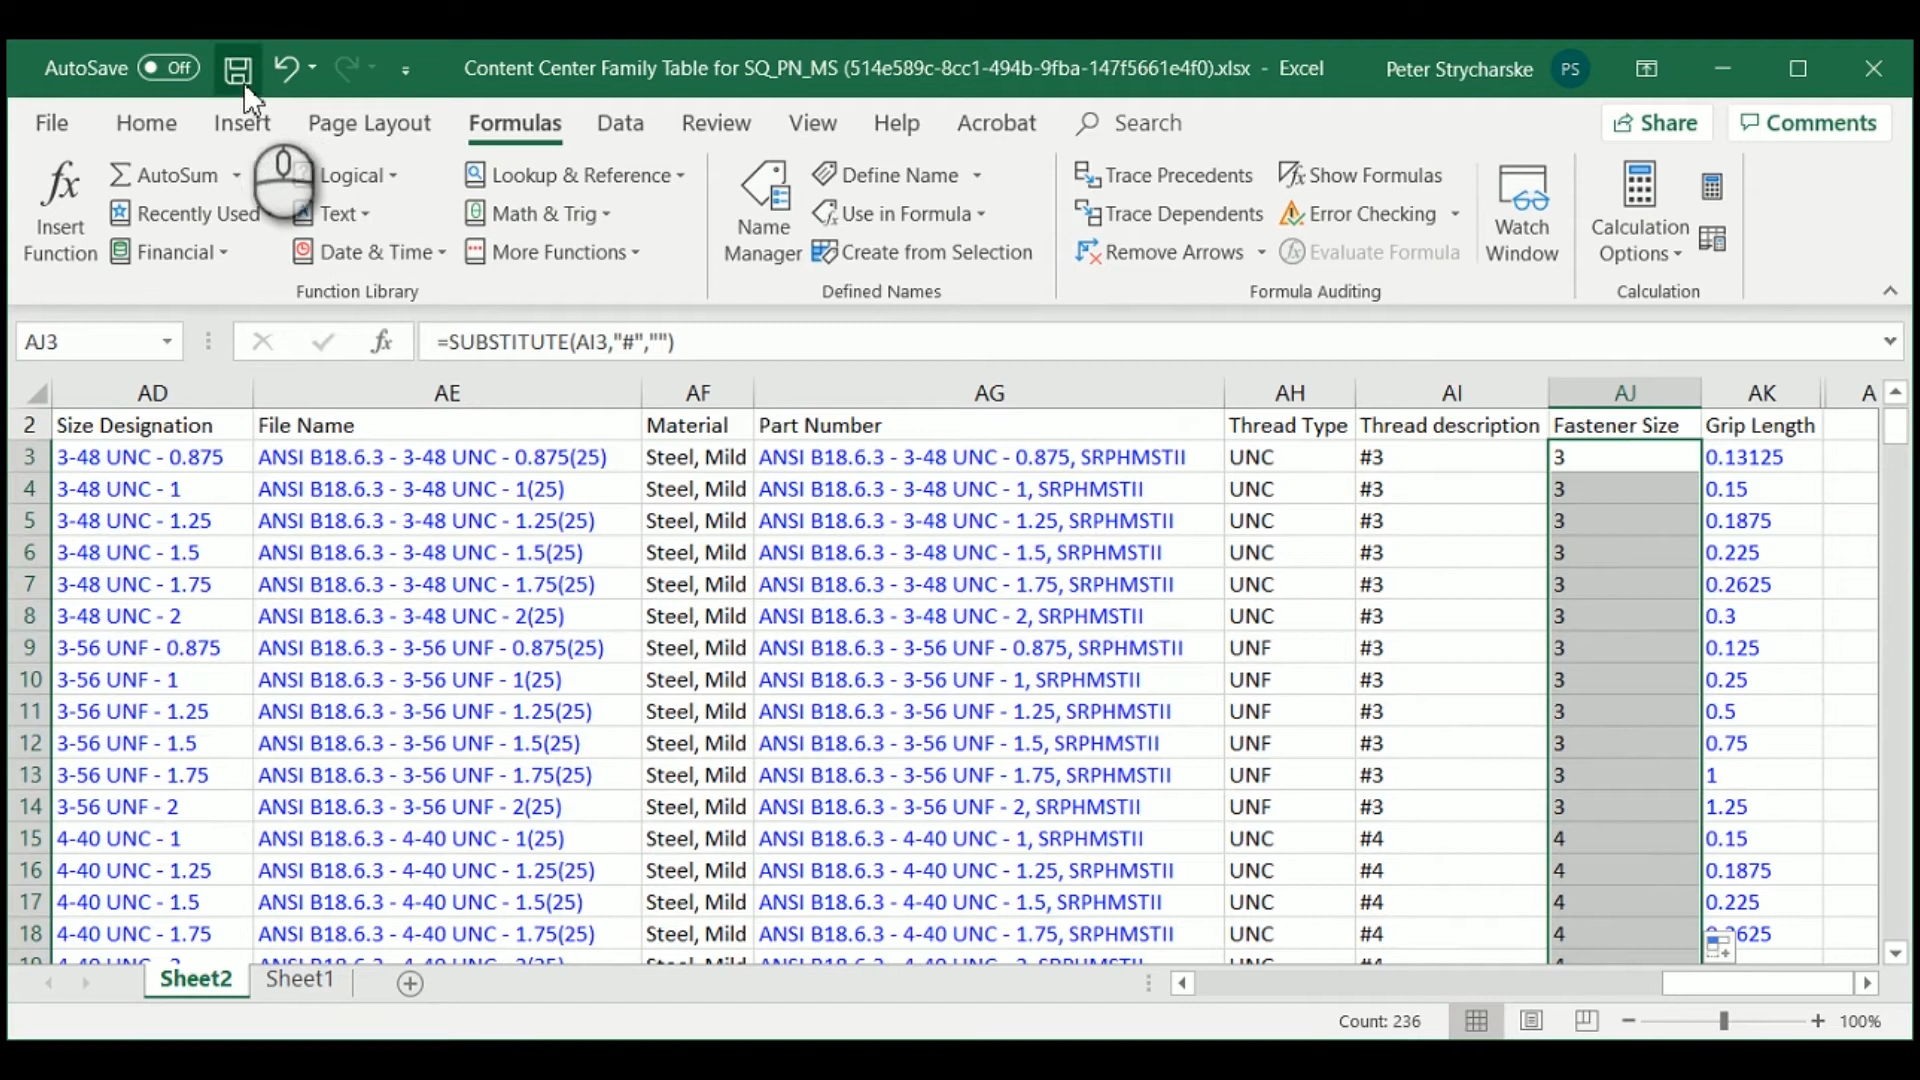 AutoSave Off Content Center Family Table for SQ_PN_MS (514e589c-8cc1-494b-9fba-147f5661e4f0).xlsx - Excel Peter Strycharske PS
File Home Insert Page Layout Formulas Data Review View Help Acrobat Search Share Comments
Insert Function
AutoSum
Recently Used
Financial
Logical
Text
Date & Time
Lookup & Reference
Math & Trig
More Functions
Function Library
Name Manager
Define Name
Use in Formula
Create from Selection
Defined Names
Trace Precedents
Trace Dependents
Remove Arrows
Show Formulas
Error Checking
Evaluate Formula
Formula Auditing
Watch Window
Calculation Options
Calculation
AJ3 fx =SUBSTITUTE(AI3,"#","")
AD AE AF AG AH AI AJ AK A
2 Size Designation File Name Material Part Number Thread Type Thread description Fastener Size Grip Length
3 3-48 UNC - 0.875 ANSI B18.6.3 - 3-48 UNC - 0.875(25) Steel, Mild ANSI B18.6.3 - 3-48 UNC - 0.875, SRPHMSTII UNC #3 3 0.13125
4 3-48 UNC - 1 ANSI B18.6.3 - 3-48 UNC - 1(25) Steel, Mild ANSI B18.6.3 - 3-48 UNC - 1, SRPHMSTII UNC #3 3 0.15
5 3-48 UNC - 1.25 ANSI B18.6.3 - 3-48 UNC - 1.25(25) Steel, Mild ANSI B18.6.3 - 3-48 UNC - 1.25, SRPHMSTII UNC #3 3 0.1875
6 3-48 UNC - 1.5 ANSI B18.6.3 - 3-48 UNC - 1.5(25) Steel, Mild ANSI B18.6.3 - 3-48 UNC - 1.5, SRPHMSTII UNC #3 3 0.225
7 3-48 UNC - 1.75 ANSI B18.6.3 - 3-48 UNC - 1.75(25) Steel, Mild ANSI B18.6.3 - 3-48 UNC - 1.75, SRPHMSTII UNC #3 3 0.2625
8 3-48 UNC - 2 ANSI B18.6.3 - 3-48 UNC - 2(25) Steel, Mild ANSI B18.6.3 - 3-48 UNC - 2, SRPHMSTII UNC #3 3 0.3
9 3-56 UNF - 0.875 ANSI B18.6.3 - 3-56 UNF - 0.875(25) Steel, Mild ANSI B18.6.3 - 3-56 UNF - 0.875, SRPHMSTII UNF #3 3 0.125
10 3-56 UNF - 1 ANSI B18.6.3 - 3-56 UNF - 1(25) Steel, Mild ANSI B18.6.3 - 3-56 UNF - 1, SRPHMSTII UNF #3 3 0.25
11 3-56 UNF - 1.25 ANSI B18.6.3 - 3-56 UNF - 1.25(25) Steel, Mild ANSI B18.6.3 - 3-56 UNF - 1.25, SRPHMSTII UNF #3 3 0.5
12 3-56 UNF - 1.5 ANSI B18.6.3 - 3-56 UNF - 1.5(25) Steel, Mild ANSI B18.6.3 - 3-56 UNF - 1.5, SRPHMSTII UNF #3 3 0.75
13 3-56 UNF - 1.75 ANSI B18.6.3 - 3-56 UNF - 1.75(25) Steel, Mild ANSI B18.6.3 - 3-56 UNF - 1.75, SRPHMSTII UNF #3 3 1
14 3-56 UNF - 2 ANSI B18.6.3 - 3-56 UNF - 2(25) Steel, Mild ANSI B18.6.3 - 3-56 UNF - 2, SRPHMSTII UNF #3 3 1.25
15 4-40 UNC - 1 ANSI B18.6.3 - 4-40 UNC - 1(25) Steel, Mild ANSI B18.6.3 - 4-40 UNC - 1, SRPHMSTII UNC #4 4 0.15
16 4-40 UNC - 1.25 ANSI B18.6.3 - 4-40 UNC - 1.25(25) Steel, Mild ANSI B18.6.3 - 4-40 UNC - 1.25, SRPHMSTII UNC #4 4 0.1875
17 4-40 UNC - 1.5 ANSI B18.6.3 - 4-40 UNC - 1.5(25) Steel, Mild ANSI B18.6.3 - 4-40 UNC - 1.5, SRPHMSTII UNC #4 4 0.225
18 4-40 UNC - 1.75 ANSI B18.6.3 - 4-40 UNC - 1.75(25) Steel, Mild ANSI B18.6.3 - 4-40 UNC - 1.75, SRPHMSTII UNC #4 4
Sheet2 Sheet1
Count: 236 100%